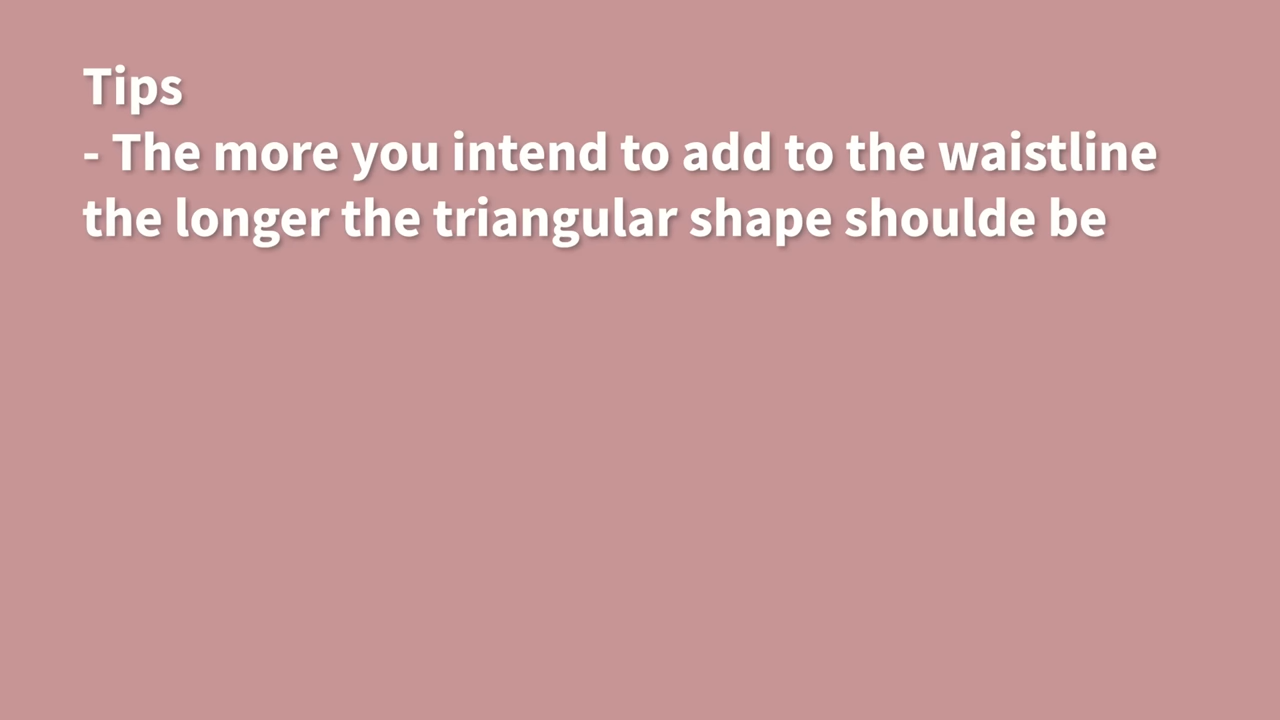 Tips
- The more you intend to add to the waistline
the longer the triangular shape shoulde be